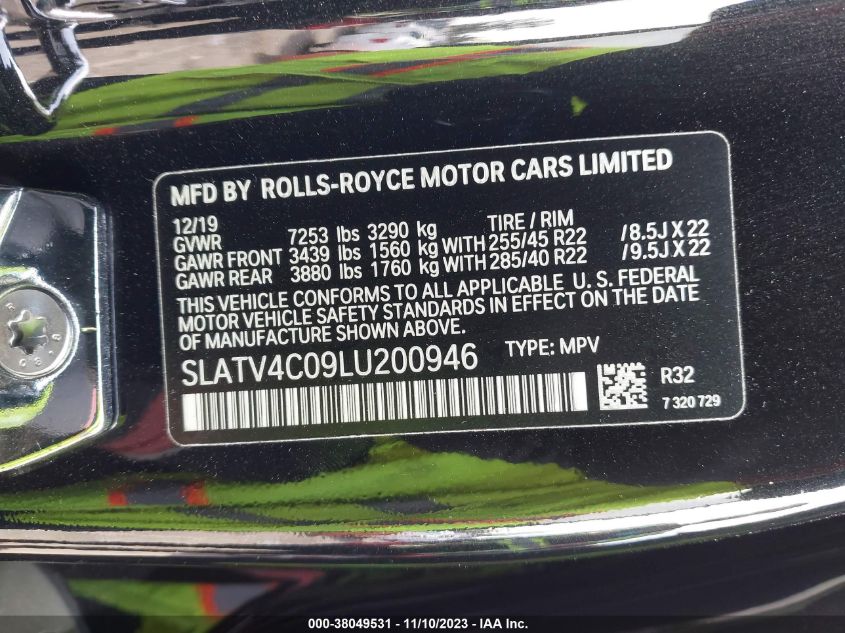 MFD BY ROLLS-ROYCE MOTOR CARS LIMITED
12/19 TIRE / RIM
GVWR 7253 lbs 3290 kg
GAWR FRONT 3439 lbs 1560 kg WITH 255/45 R22 /8.5J X 22
GAWR REAR 3880 lbs 1760 kg WITH 285/40 R22 /9.5J X 22
THIS VEHICLE CONFORMS TO ALL APPLICABLE U. S. FEDERAL
MOTOR VEHICLE SAFETY STANDARDS IN EFFECT ON THE DATE
OF MANUFACTURE SHOWN ABOVE.
SLATV4C09LU200946 TYPE: MPV
R32
7 320 729
000-38049531 - 11/10/2023 - IAA Inc.